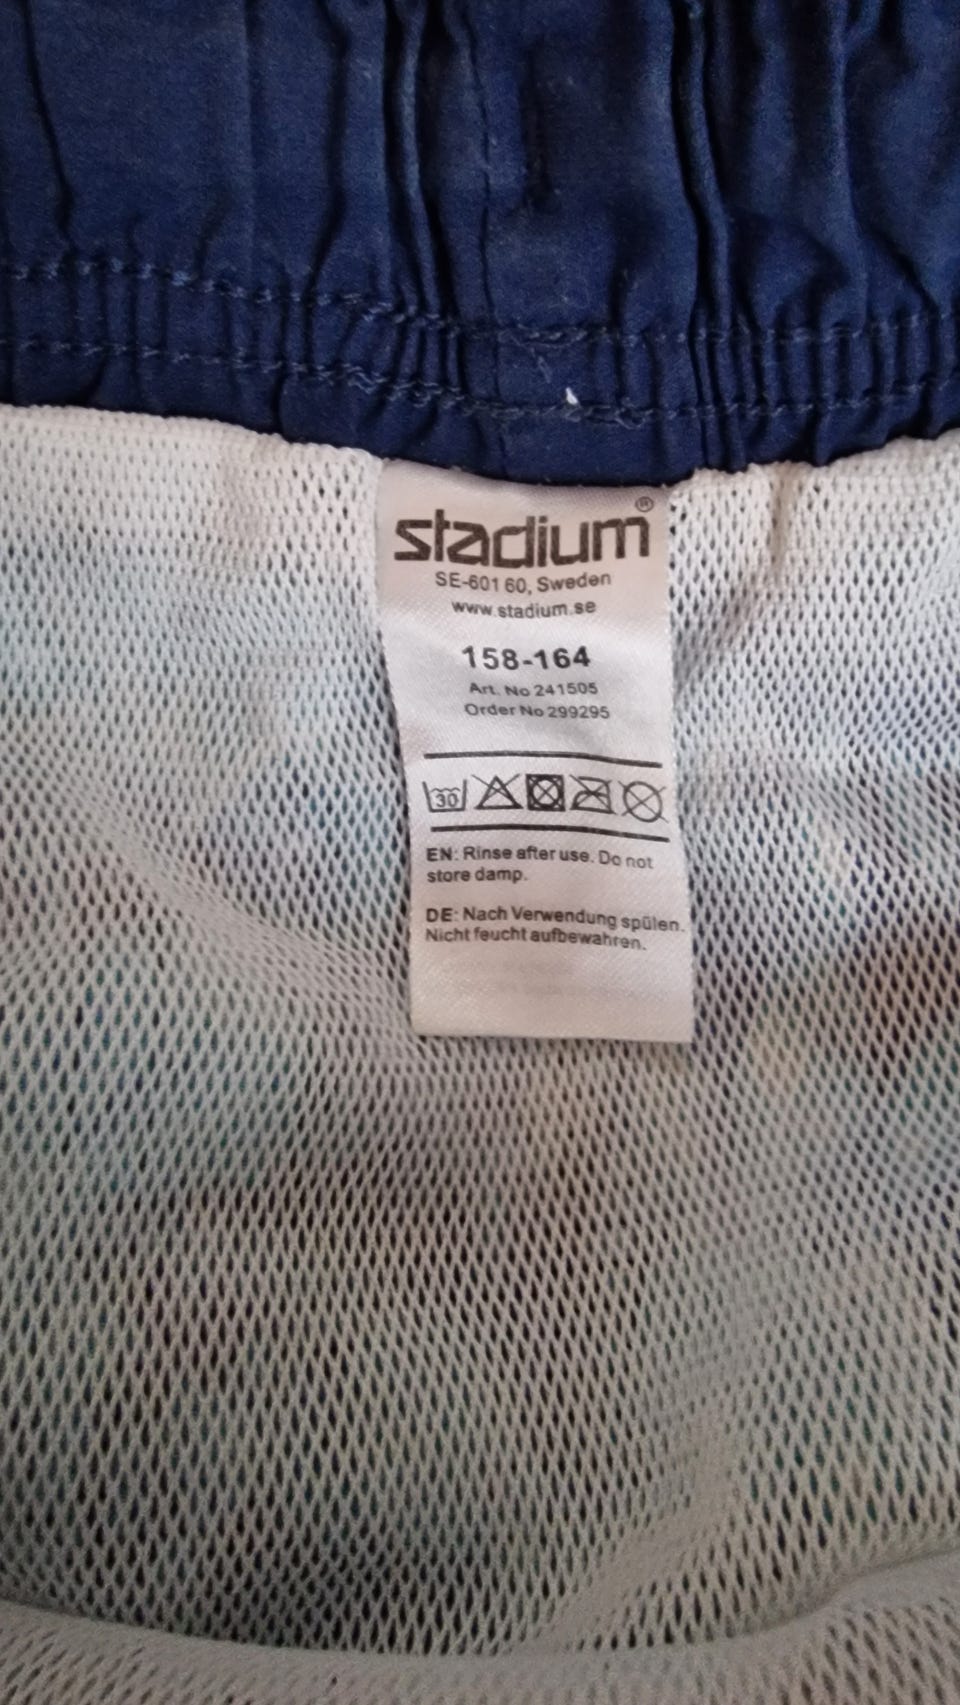 stadium®
SE-601 60, Sweden
www.stadium.se
158-164
Art. No 241505
Order No 299295
30
EN: Rinse after use. Do not
store damp.
DE: Nach Verwendung spülen.
Nicht feucht aufbewahren.